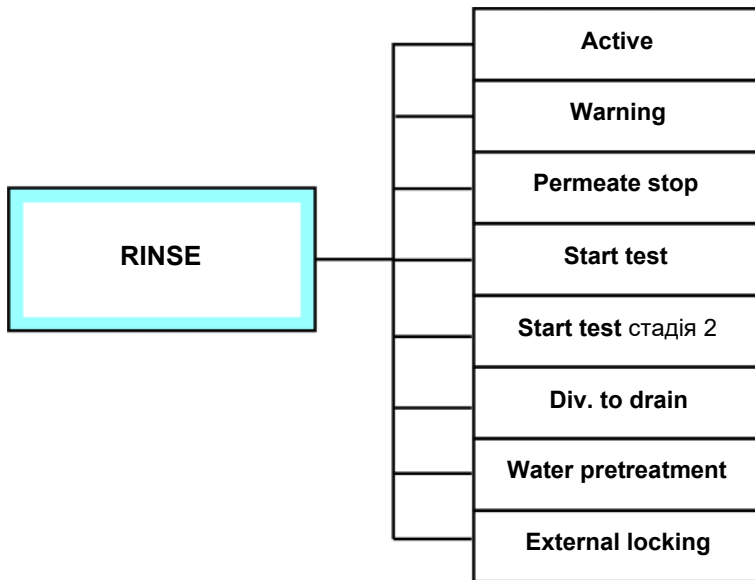 RINSE
Active
Warning
Permeate stop
Start test
Start test стадія 2
Div. to drain
Water pretreatment
External locking